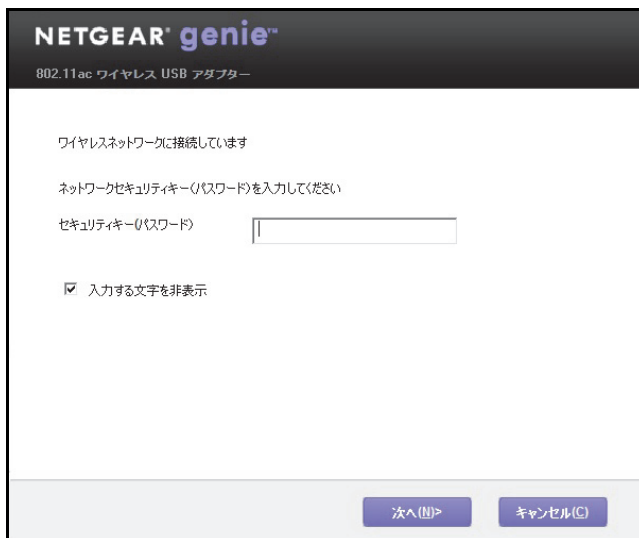 NETGEAR® genie™
802.11ac ワイヤレス USB アダプター
ワイヤレスネットワークに接続しています
ネットワークセキュリティキー(パスワード)を入力してください
セキュリティキー(パスワード)
入力する文字を非表示
次へ(N)>
キャンセル(C)